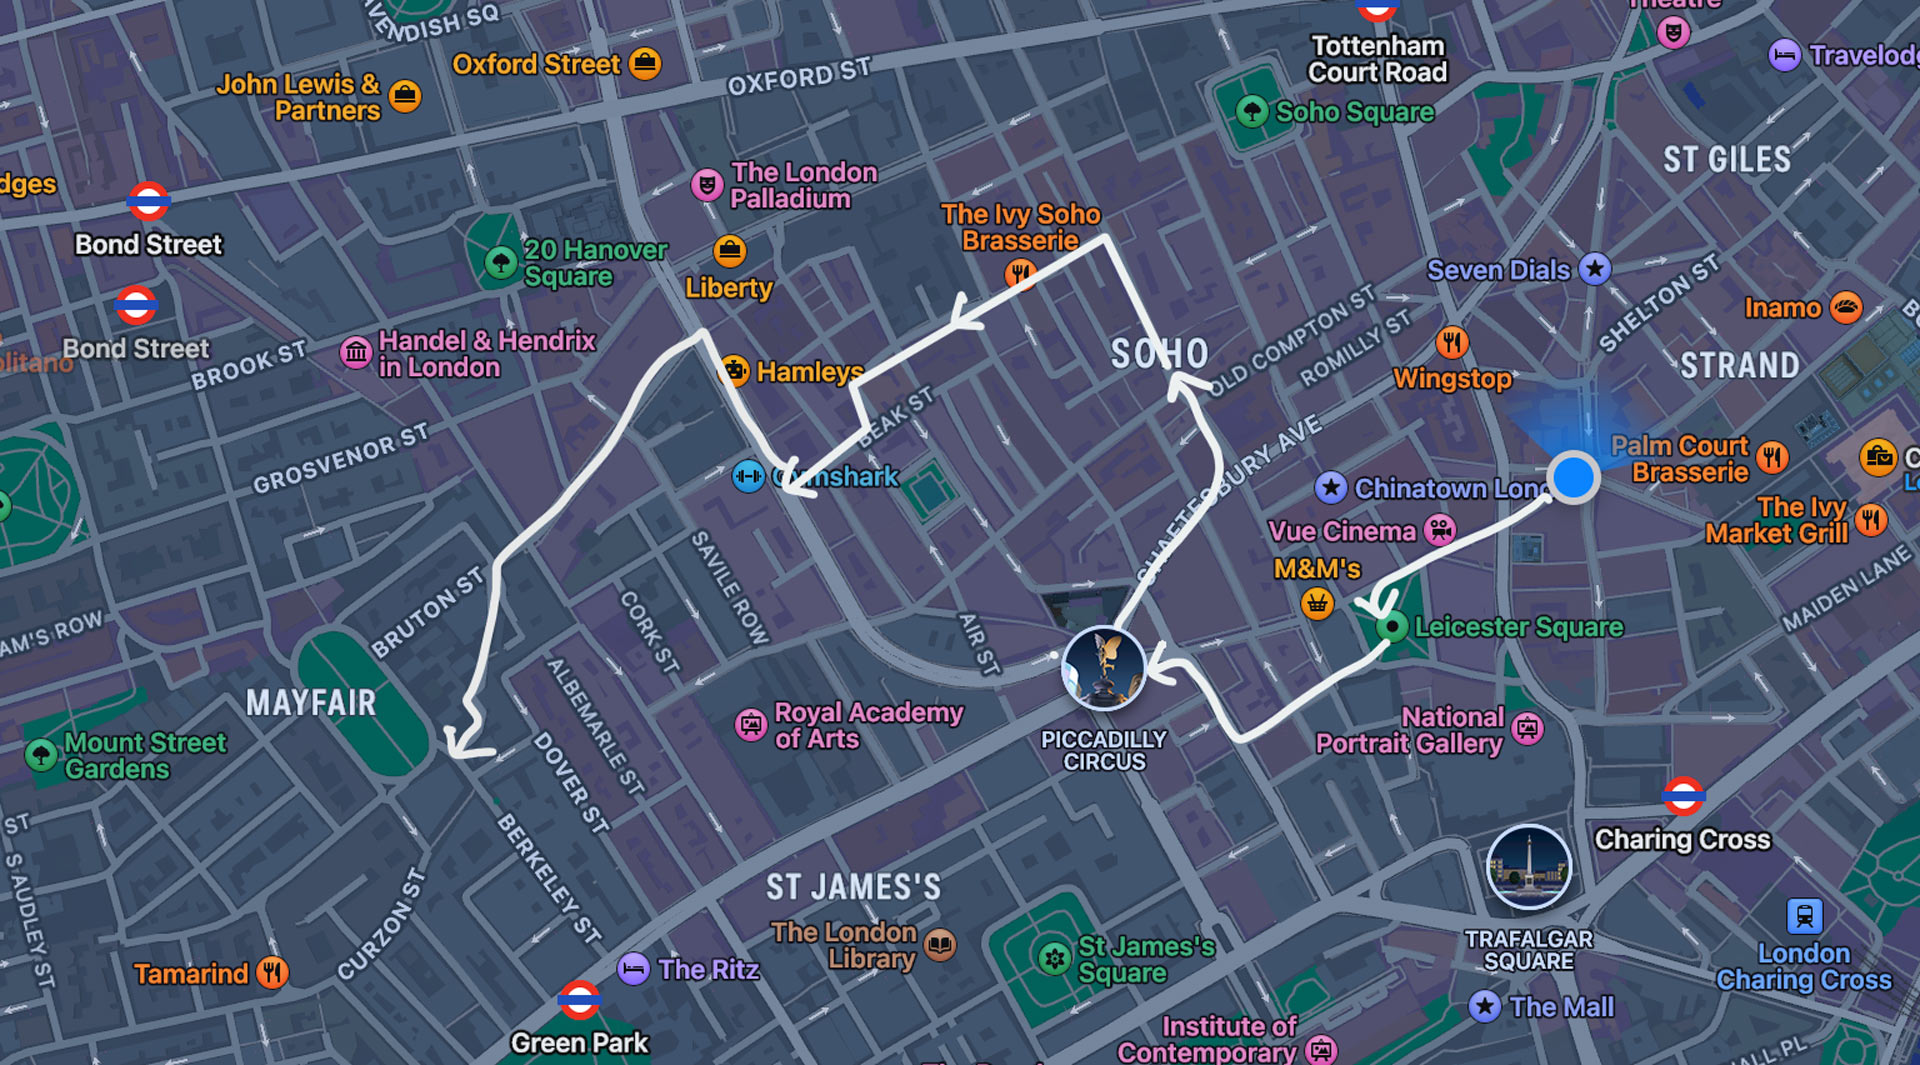 CAVENDISH SQ
Theatre
Oxford Street
John Lewis &
Partners
OXFORD ST
Tottenham
Court Road
Travelodg
Soho Square
ST GILES
dges
The London
Palladium
Bond Street
20 Hanover
Square
The Ivy Soho
Brasserie
Liberty
Seven Dials
SHELTON ST
Inamo
Bond Street
olitano
BROOK ST
Handel & Hendrix
in London
Hamleys
SOHO
OLD COMPTON ST
ROMILLY ST
Wingstop
STRAND
GROSVENOR ST
BEAK ST
Gymshark
SHAFTESBURY AVE
Chinatown Lon
Palm Court
Brasserie
Vue Cinema
The Ivy
Market Grill
M&M's
SAVILE ROW
BRUTON ST
CORK ST
AIR ST
Leicester Square
MAIDEN LANE
AM'S ROW
MAYFAIR
ALBEMARLE ST
Royal Academy
of Arts
PICCADILLY
CIRCUS
National
Portrait Gallery
Mount Street
Gardens
DOVER ST
BERKELEY ST
ST
S AUDLEY ST
CURZON ST
ST JAMES'S
Charing Cross
The London
Library
St James's
Square
TRAFALGAR
SQUARE
London
Charing Cross
Tamarind
The Ritz
The Mall
Green Park
Institute of
Contemporary
HALL PL